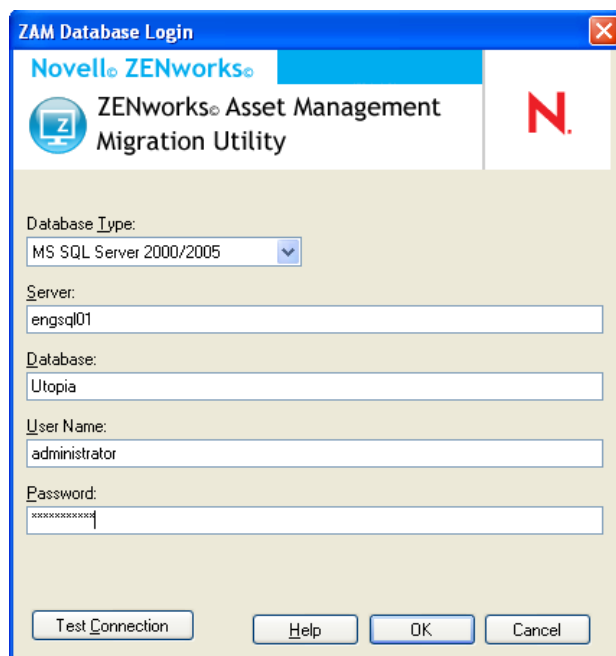 ZAM Database Login
Novell© ZENworks©
ZENworks© Asset Management
Migration Utility
N.
Database Type:
MS SQL Server 2000/2005
Server:
engsql01
Database:
Utopia
User Name:
administrator
Password:
***********
Test Connection
Help
OK
Cancel